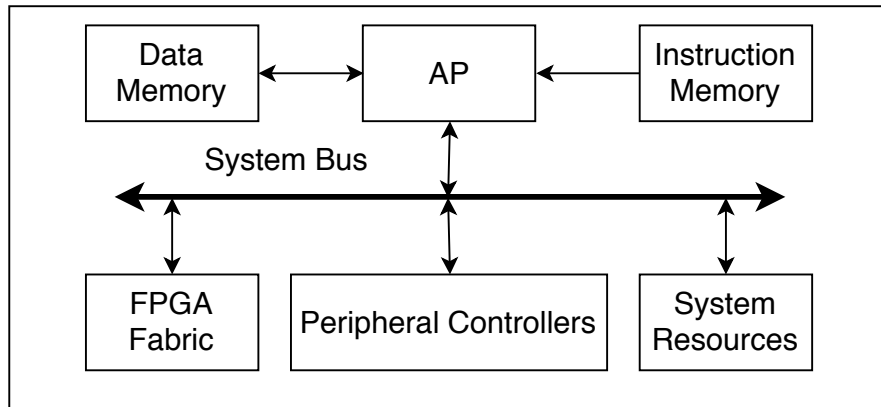 Data
Memory
AP
Instruction
Memory
System Bus
FPGA
Fabric
Peripheral Controllers
System
Resources